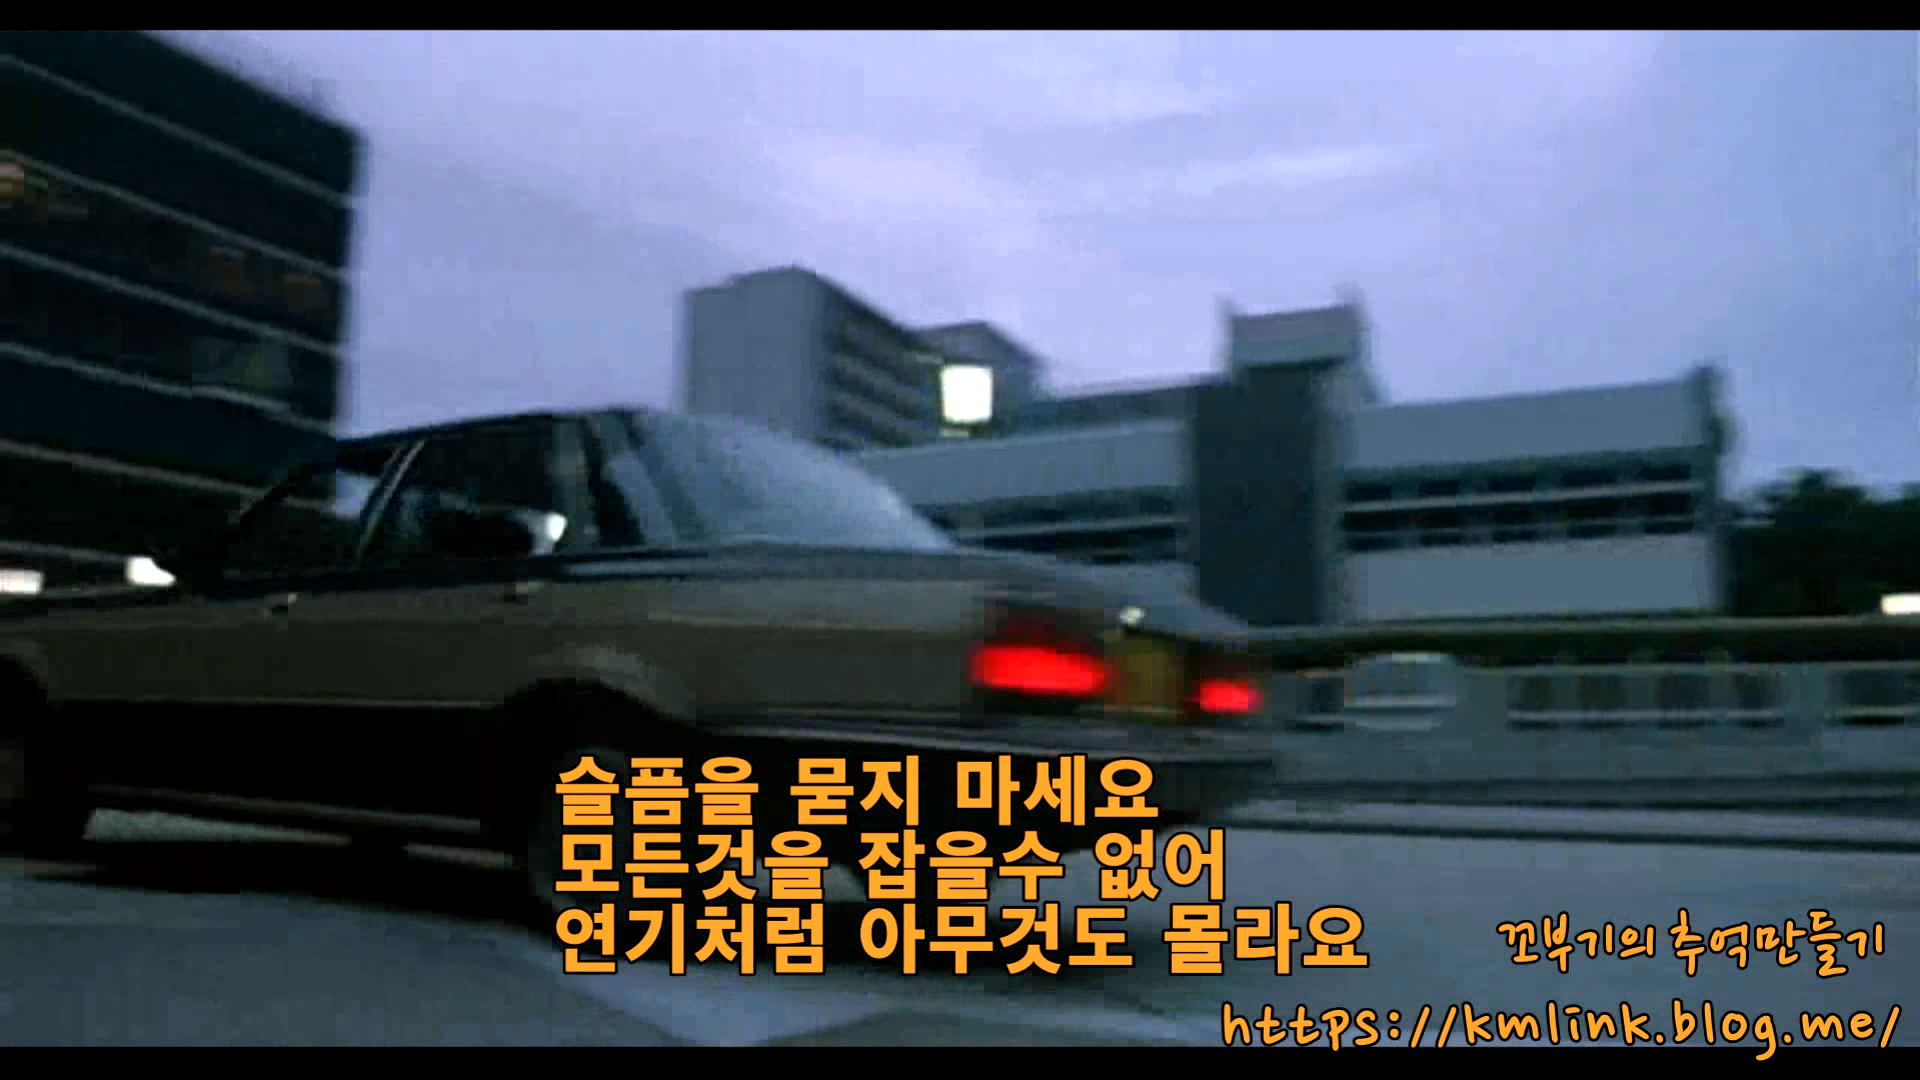 슬픔을 묻지 마세요
모든것을 잡을수 없어
연기처럼 아무것도 몰라요
꼬부기의 추억만들기
https://kmlink.blog.me/